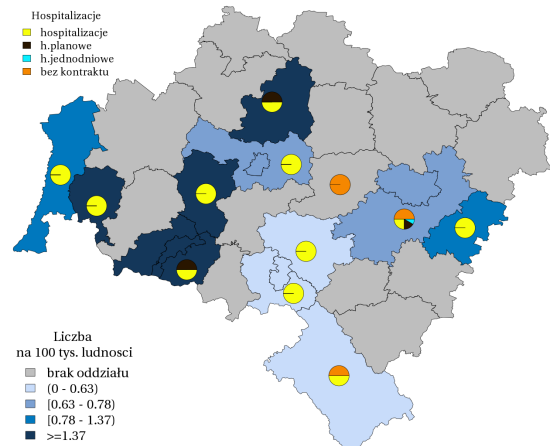 Hospitalizacje
hospitalizacje
h.planowe
h.jednodniowe
bez kontraktu
Liczba
na 100 tys. ludnosci
brak oddziału
(0 - 0.63)
[0.63 - 0.78)
[0.78 - 1.37)
>=1.37